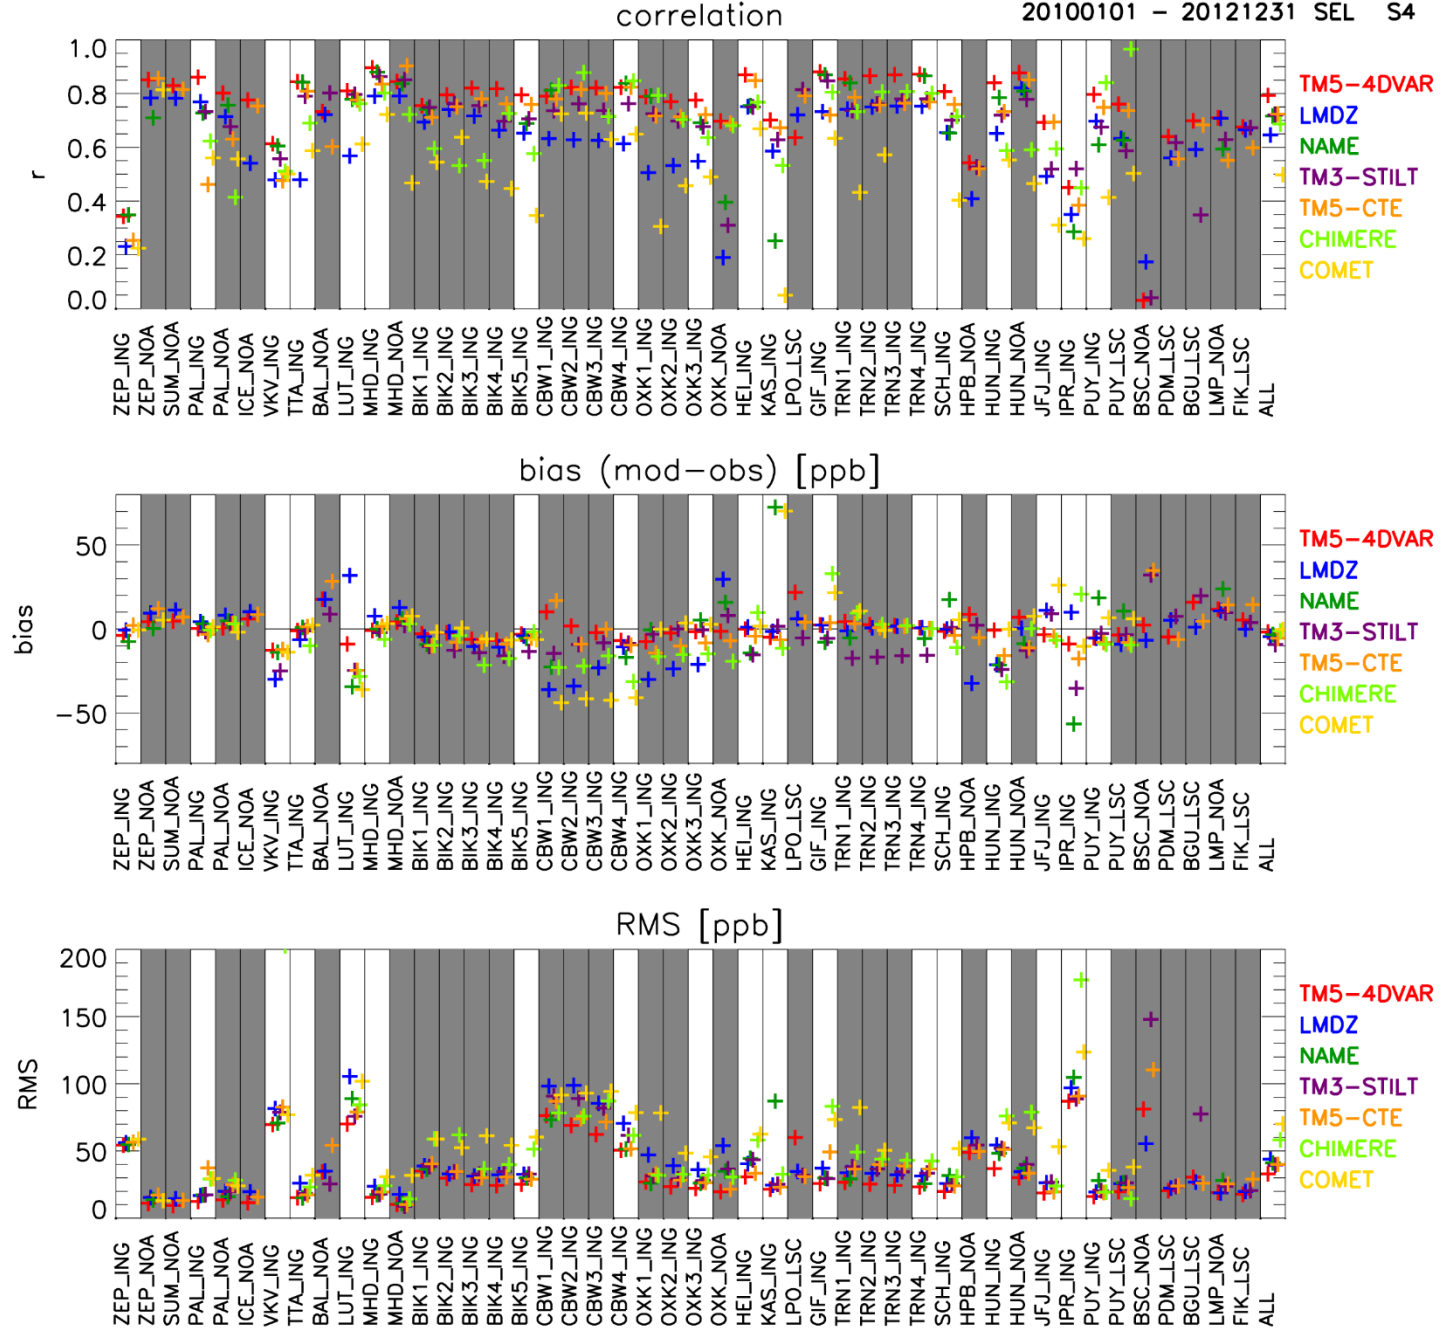 correlation
20100101 − 20121231 SEL S4
1.0
0.8
0.6
0.4
0.2
0.0
r
TM5−4DVAR
LMDZ
NAME
TM3−STILT
TM5−CTE
CHIMERE
COMET
ZEP_ING
ZEP_NOA
SUM_NOA
PAL_ING
PAL_NOA
ICE_NOA
VKV_ING
TTA_ING
BAL_NOA
LUT_ING
MHD_ING
MHD_NOA
BIK1_ING
BIK2_ING
BIK3_ING
BIK4_ING
BIK5_ING
CBW1_ING
CBW2_ING
CBW3_ING
CBW4_ING
OXK1_ING
OXK2_ING
OXK3_ING
OXK_NOA
HEI_ING
KAS_ING
LPO_LSC
GIF_ING
TRN1_ING
TRN2_ING
TRN3_ING
TRN4_ING
SCH_ING
HPB_NOA
HUN_ING
HUN_NOA
JFJ_ING
IPR_ING
PUY_ING
PUY_LSC
BSC_NOA
PDM_LSC
BGU_LSC
LMP_NOA
FIK_LSC
ALL
bias (mod−obs) [ppb]
50
0
−50
bias
TM5−4DVAR
LMDZ
NAME
TM3−STILT
TM5−CTE
CHIMERE
COMET
ZEP_ING
ZEP_NOA
SUM_NOA
PAL_ING
PAL_NOA
ICE_NOA
VKV_ING
TTA_ING
BAL_NOA
LUT_ING
MHD_ING
MHD_NOA
BIK1_ING
BIK2_ING
BIK3_ING
BIK4_ING
BIK5_ING
CBW1_ING
CBW2_ING
CBW3_ING
CBW4_ING
OXK1_ING
OXK2_ING
OXK3_ING
OXK_NOA
HEI_ING
KAS_ING
LPO_LSC
GIF_ING
TRN1_ING
TRN2_ING
TRN3_ING
TRN4_ING
SCH_ING
HPB_NOA
HUN_ING
HUN_NOA
JFJ_ING
IPR_ING
PUY_ING
PUY_LSC
BSC_NOA
PDM_LSC
BGU_LSC
LMP_NOA
FIK_LSC
ALL
RMS [ppb]
200
150
100
50
0
RMS
TM5−4DVAR
LMDZ
NAME
TM3−STILT
TM5−CTE
CHIMERE
COMET
ZEP_ING
ZEP_NOA
SUM_NOA
PAL_ING
PAL_NOA
ICE_NOA
VKV_ING
TTA_ING
BAL_NOA
LUT_ING
MHD_ING
MHD_NOA
BIK1_ING
BIK2_ING
BIK3_ING
BIK4_ING
BIK5_ING
CBW1_ING
CBW2_ING
CBW3_ING
CBW4_ING
OXK1_ING
OXK2_ING
OXK3_ING
OXK_NOA
HEI_ING
KAS_ING
LPO_LSC
GIF_ING
TRN1_ING
TRN2_ING
TRN3_ING
TRN4_ING
SCH_ING
HPB_NOA
HUN_ING
HUN_NOA
JFJ_ING
IPR_ING
PUY_ING
PUY_LSC
BSC_NOA
PDM_LSC
BGU_LSC
LMP_NOA
FIK_LSC
ALL